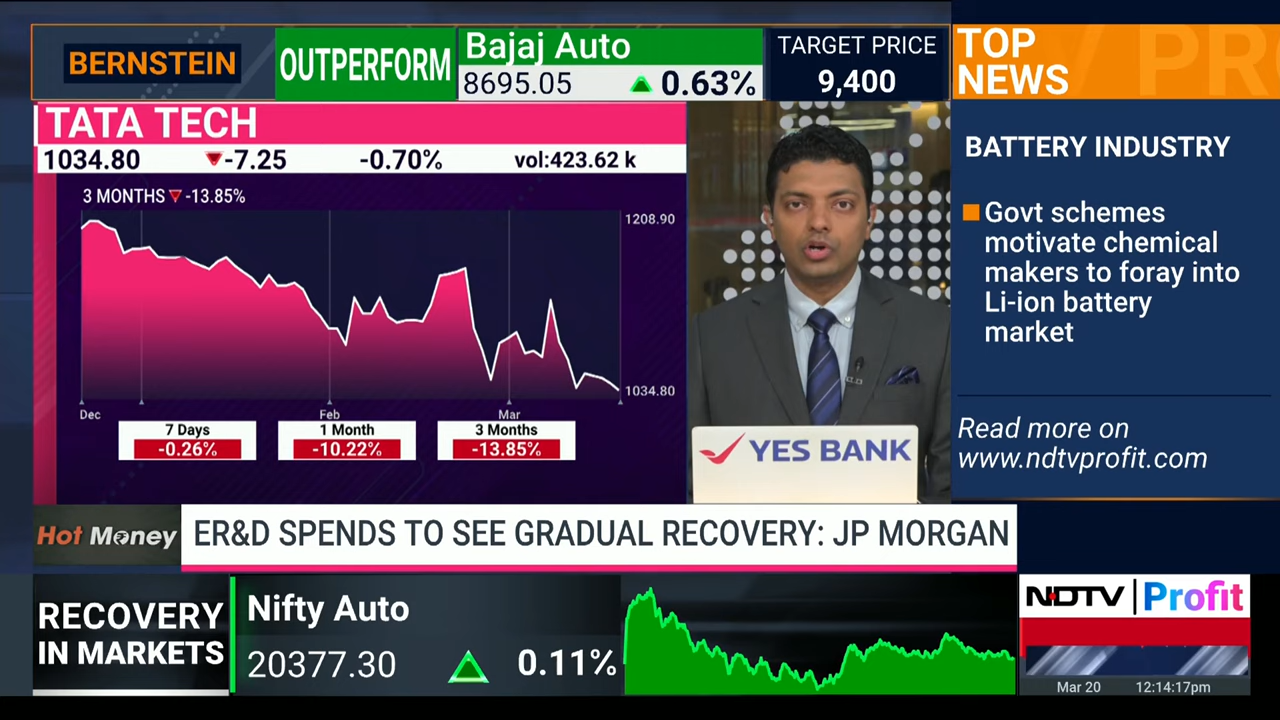 BERNSTEIN
OUTPERFORM
Bajaj Auto
8695.05 ▲ 0.63%
TARGET PRICE
9,400
TOP
NEWS
TATA TECH
1034.80 ▼-7.25 -0.70% vol:423.62 k
3 MONTHS ▼ -13.85%
1208.90
1034.80
Dec Feb Mar
7 Days
-0.26%
1 Month
-10.22%
3 Months
-13.85%
YES BANK
BATTERY INDUSTRY
Govt schemes
motivate chemical
makers to foray into
Li-ion battery
market
Read more on
www.ndtvprofit.com
Hot Money
ER&D SPENDS TO SEE GRADUAL RECOVERY: JP MORGAN
RECOVERY
IN MARKETS
Nifty Auto
20377.30 ▲ 0.11%
NDTV Profit
Mar 20 12:14:17pm